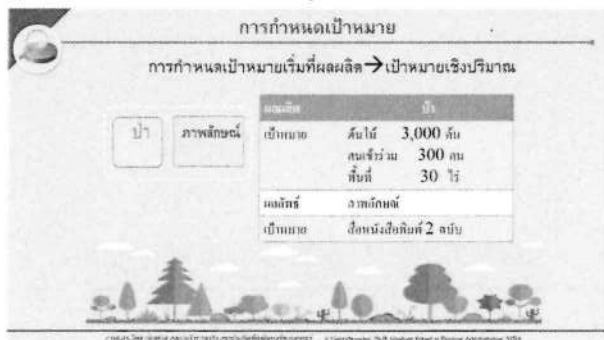 การกำหนดเป้าหมาย
การกำหนดเป้าหมายเริ่มที่ผลผลิต→เป้าหมายเชิงปริมาณ
ป่า
ภาพลักษณ์
ผลผลิต ป่า
เป้าหมาย ต้นไม้ 3,000 ต้น
คนเข้าร่วม 300 คน
พื้นที่ 30 ไร่
ผลลัพธ์ ภาพลักษณ์
เป้าหมาย สื่อหนังสือพิมพ์ 2 ฉบับ